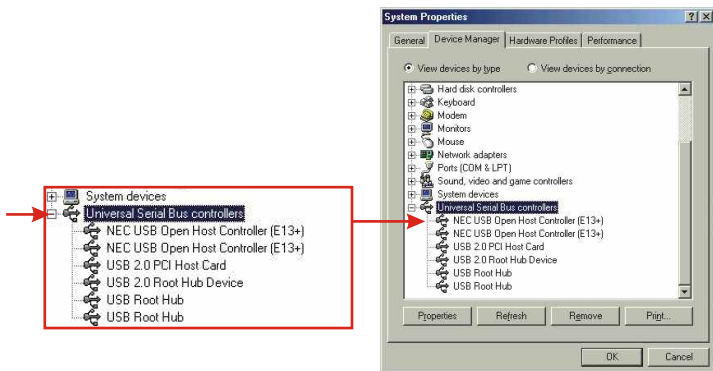 System devices
Universal Serial Bus controllers
NEC USB Open Host Controller (E13+)
NEC USB Open Host Controller (E13+)
USB 2.0 PCI Host Card
USB 2.0 Root Hub Device
USB Root Hub
USB Root Hub
System Properties
General Device Manager Hardware Profiles Performance
View devices by type View devices by connection
Hard disk controllers
Keyboard
Modem
Monitors
Mouse
Network adapters
Ports (COM & LPT)
Sound, video and game controllers
System devices
Universal Serial Bus controllers
NEC USB Open Host Controller (E13+)
NEC USB Open Host Controller (E13+)
USB 2.0 PCI Host Card
USB 2.0 Root Hub Device
USB Root Hub
USB Root Hub
Properties Refresh Remove Print...
OK Cancel